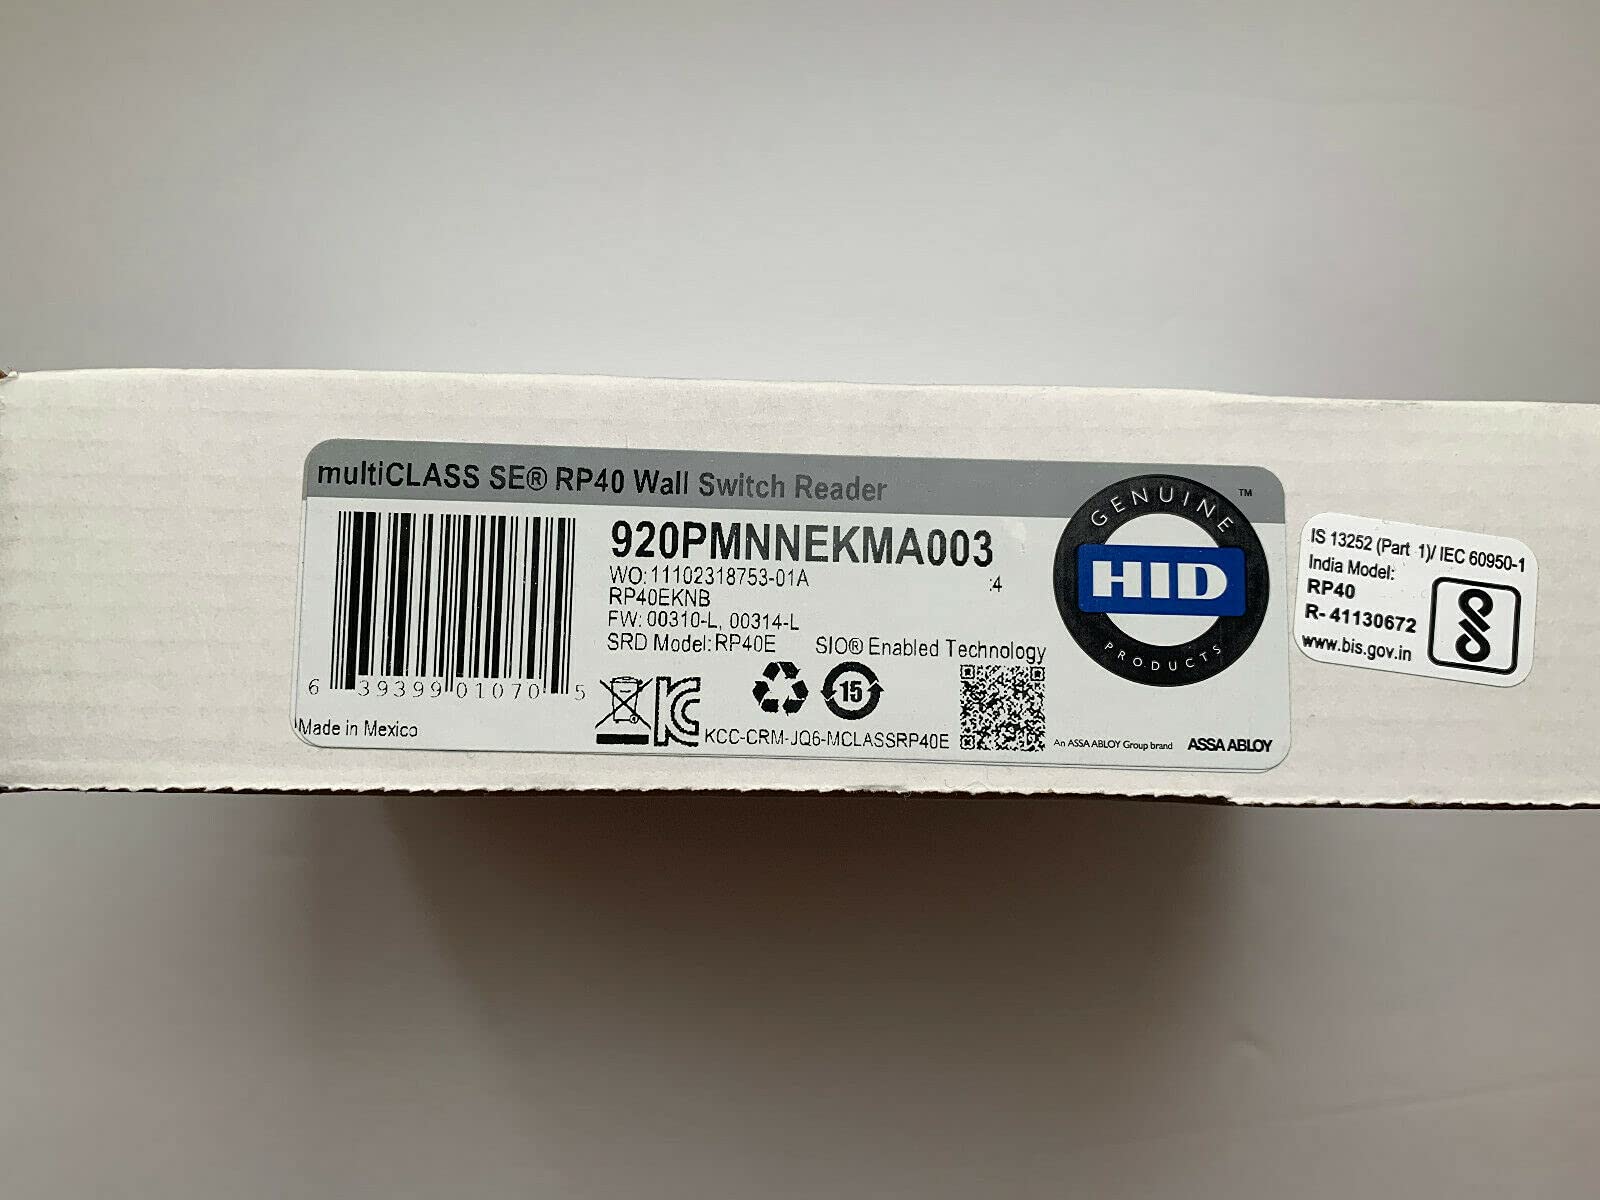 multiCLASS SE® RP40 Wall Switch Reader
920PMNNEKMA003
WO:11102318753-01A :4
RP40EKNB
FW: 00310-L, 00314-L
SRD Model: RP40E SIO® Enabled Technology
6 39399 01070 5
15
KCC-CRM-JQ6-MCLASSRP40E
Made in Mexico
GENUINE ™
HID
PRODUCTS
An ASSA ABLOY Group brand ASSA ABLOY
IS 13252 (Part 1)/ IEC 60950-1
India Model:
RP40
R- 41130672
www.bis.gov.in